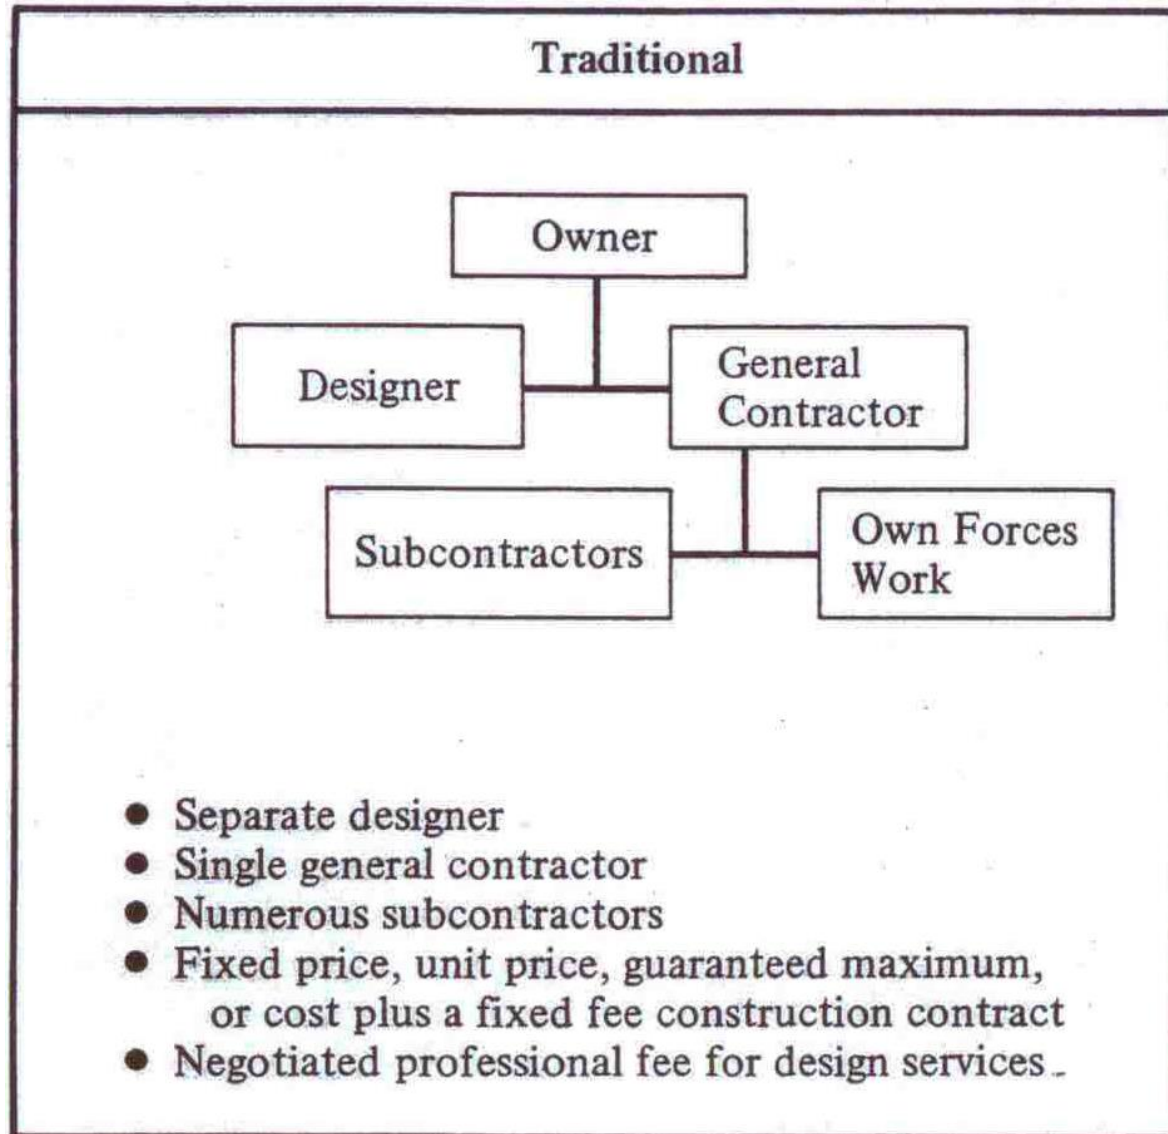 Traditional
Owner
Designer
General
Contractor
Subcontractors
Own Forces
Work
● Separate designer
● Single general contractor
● Numerous subcontractors
● Fixed price, unit price, guaranteed maximum,
or cost plus a fixed fee construction contract
● Negotiated professional fee for design services